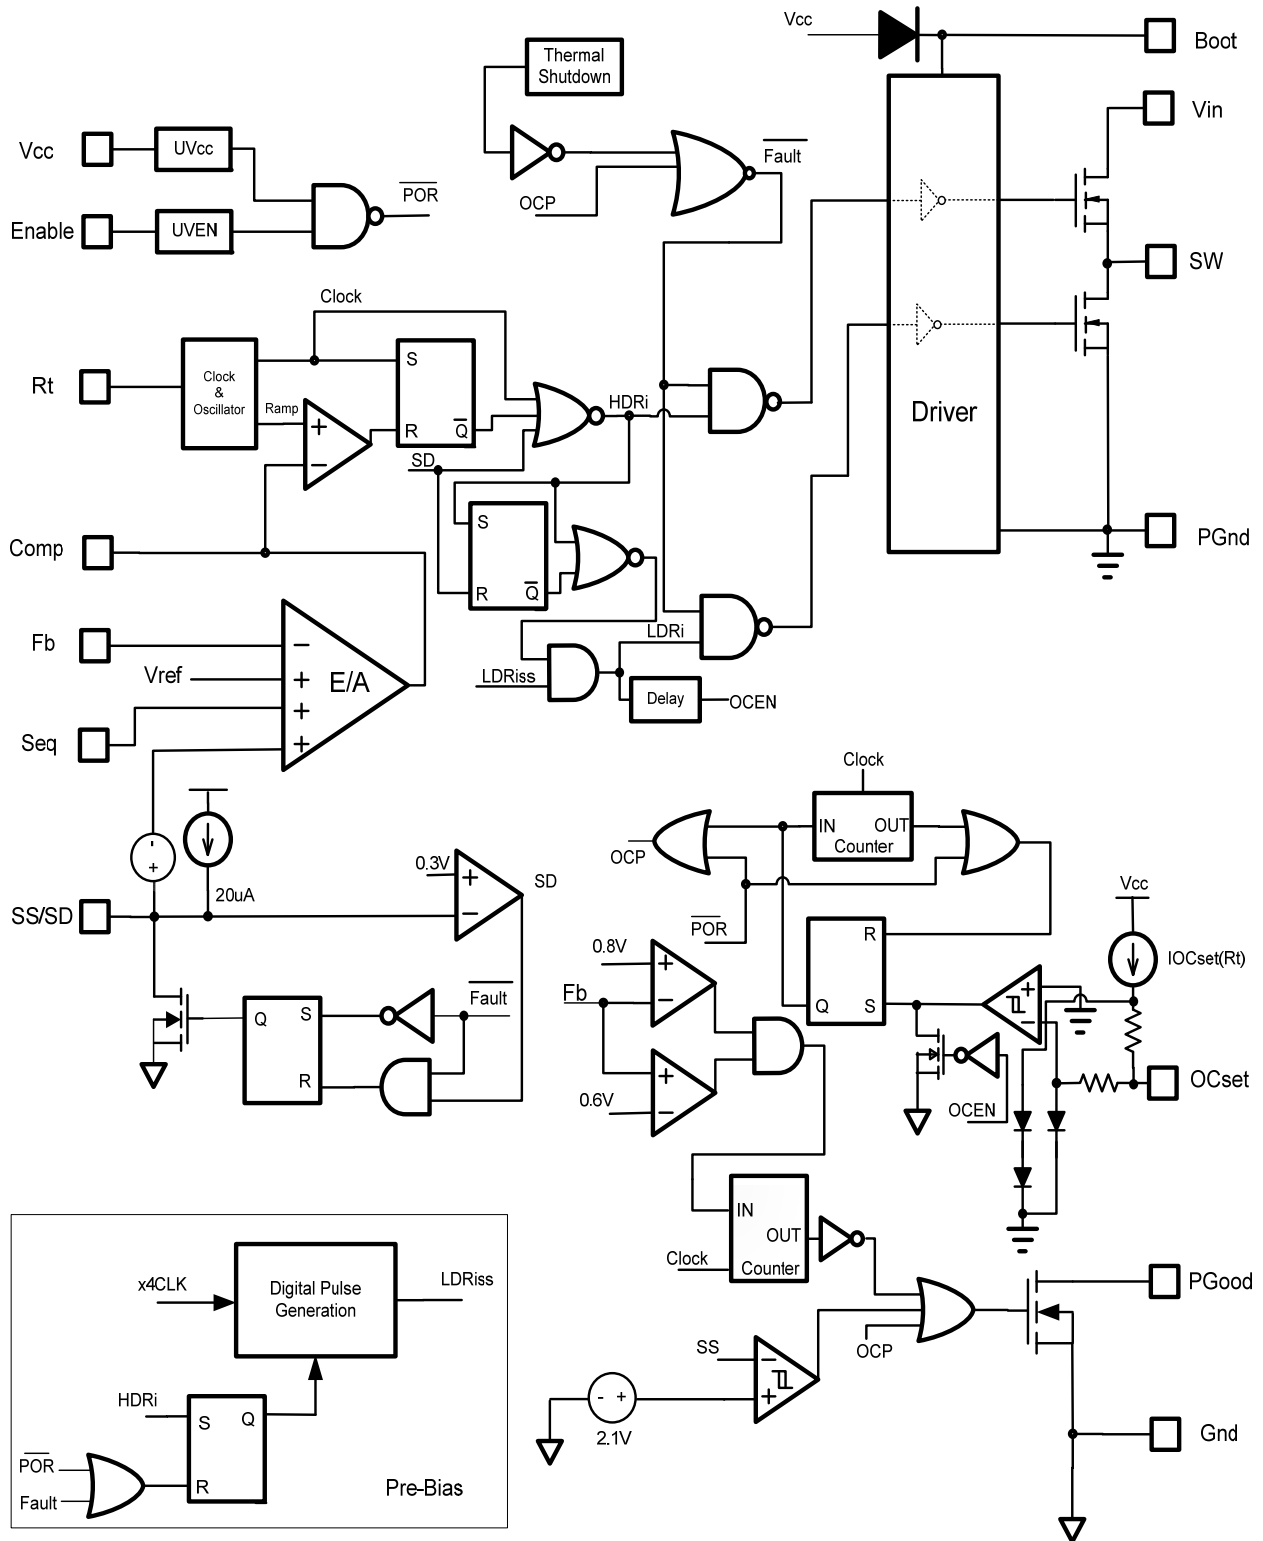 Vcc
Boot
Thermal
Shutdown
Vin
Vcc
UVcc
Fault
POR
OCP
Enable
UVEN
SW
Clock
Rt
Clock
&
Oscillator
Ramp
+
−
S
R
Q
HDRi
SD
Driver
S
R
Q
Comp
PGnd
Fb
−
Vref
+
E/A
+
Seq
+
LDRi
LDRiss
Delay
OCEN
Clock
IN
OUT
Counter
OCP
-
+
20uA
0.3V
+
−
SD
SS/SD
POR
Vcc
R
Q
S
IOCset(Rt)
0.8V
+
−
Fb
+
−
0.6V
+
−
Fault
Q
S
R
OCset
OCEN
IN
OUT
Counter
Clock
x4CLK
Digital Pulse
Generation
LDRiss
PGood
OCP
SS
−
+
- +
2.1V
HDRi
S
Q
R
POR
Fault
Pre-Bias
Gnd